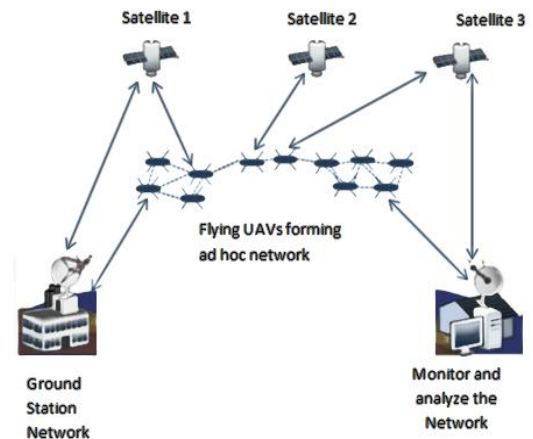 Satellite 1
Satellite 2
Satellite 3
Flying UAVs forming
ad hoc network
Ground
Station
Network
Monitor and
analyze the
Network